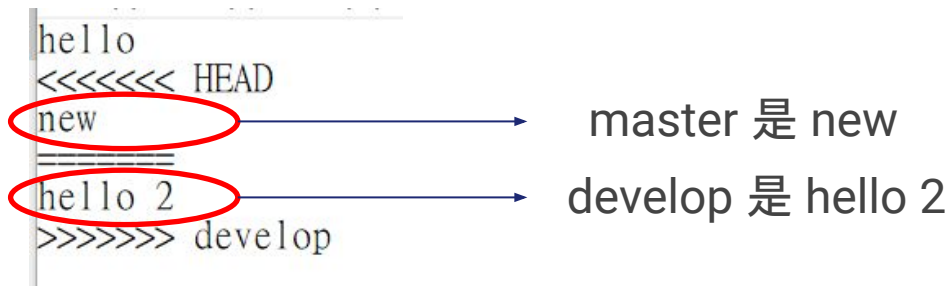 hello
<<<<<<< HEAD
new
=======
hello 2
>>>>>>> develop
master 是 new
develop 是 hello 2